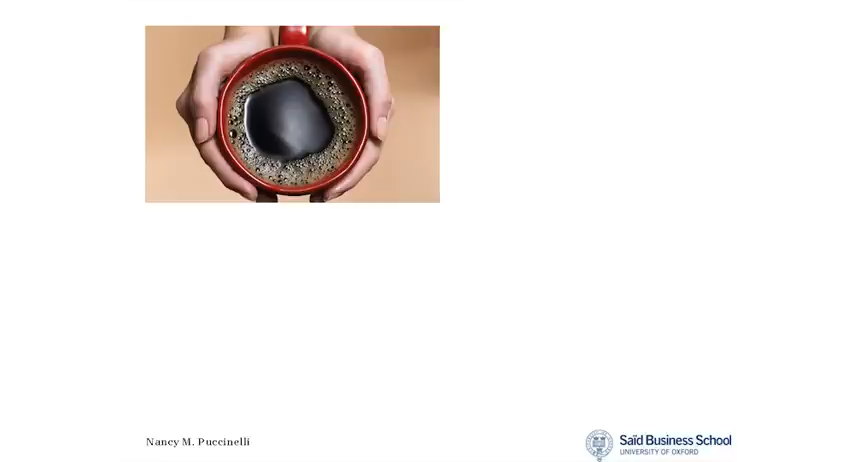 Nancy M. Puccinelli
Saïd Business School
UNIVERSITY OF OXFORD